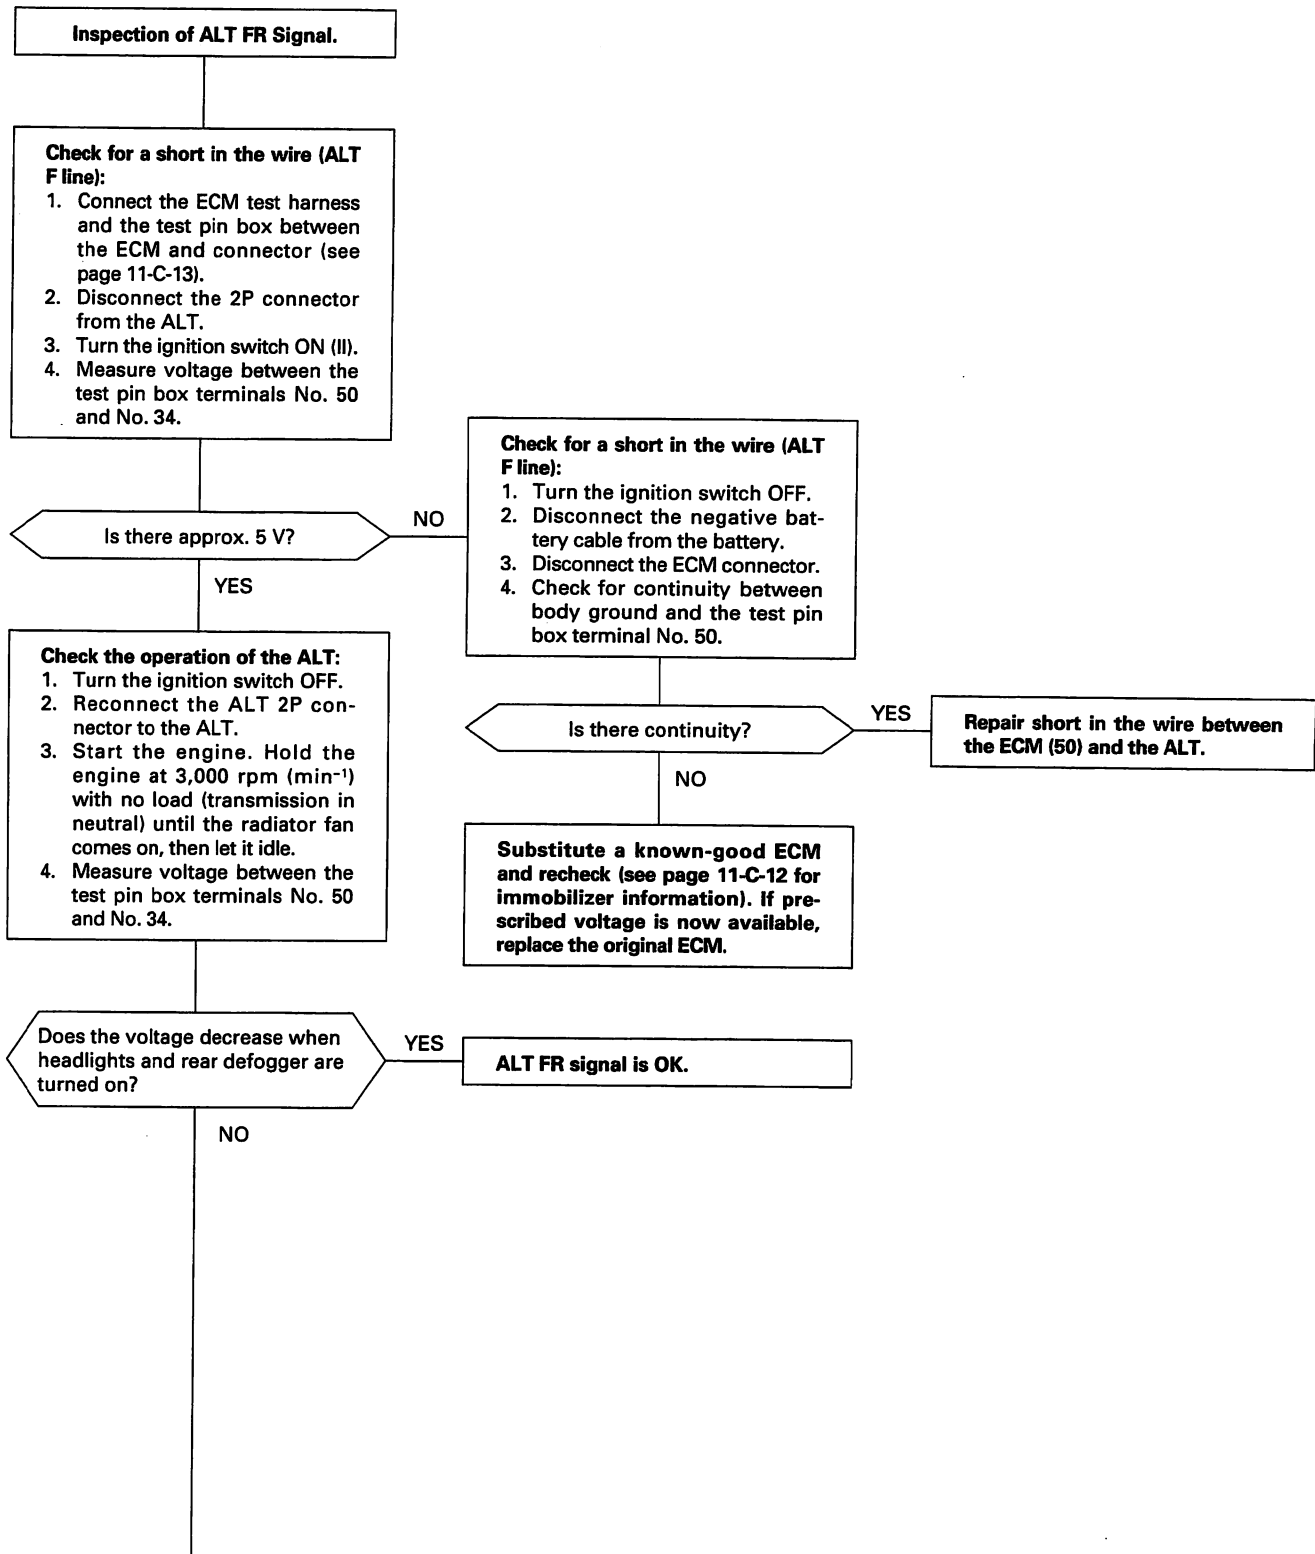 Inspection of ALT FR Signal.
Check for a short in the wire (ALT
F line):
1. Connect the ECM test harness
and the test pin box between
the ECM and connector (see
page 11-C-13).
2. Disconnect the 2P connector
from the ALT.
3. Turn the ignition switch ON (II).
4. Measure voltage between the
test pin box terminals No. 50
and No. 34.
Is there approx. 5 V?
NO
YES
Check for a short in the wire (ALT
F line):
1. Turn the ignition switch OFF.
2. Disconnect the negative bat-
tery cable from the battery.
3. Disconnect the ECM connector.
4. Check for continuity between
body ground and the test pin
box terminal No. 50.
Is there continuity?
YES
Repair short in the wire between
the ECM (50) and the ALT.
NO
Substitute a known-good ECM
and recheck (see page 11-C-12 for
immobilizer information). If pre-
scribed voltage is now available,
replace the original ECM.
Check the operation of the ALT:
1. Turn the ignition switch OFF.
2. Reconnect the ALT 2P con-
nector to the ALT.
3. Start the engine. Hold the
engine at 3,000 rpm (min⁻¹)
with no load (transmission in
neutral) until the radiator fan
comes on, then let it idle.
4. Measure voltage between the
test pin box terminals No. 50
and No. 34.
Does the voltage decrease when
headlights and rear defogger are
turned on?
YES
ALT FR signal is OK.
NO